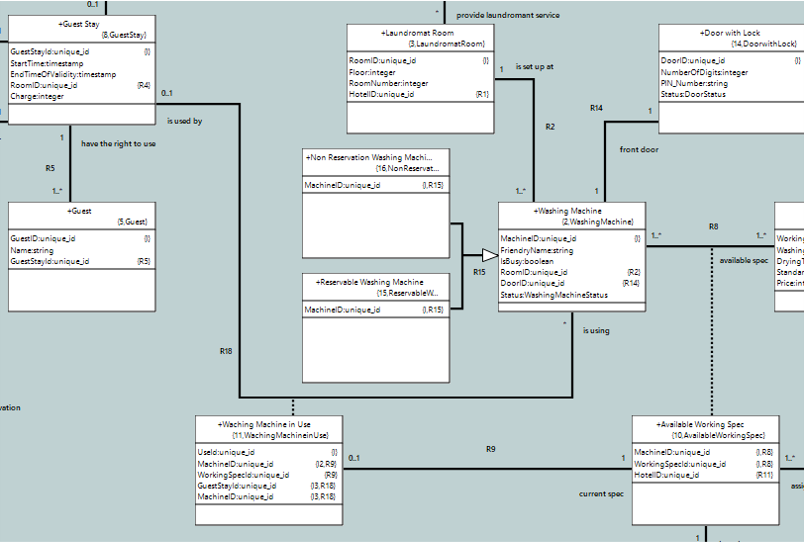 0..1
+Guest Stay
{8,GuestStay}
GuestStayId:unique_id {I}
StartTime:timestamp
EndTimeOfValidity:timestamp
RoomID:unique_id {R4}
Charge:integer
0..1
is used by
1
have the right to use
R5
1..*
+Guest
{5,Guest}
GuestID:unique_id {I}
Name:string
GuestStayId:unique_id {R5}
*
provide laundromant service
+Laundromat Room
{3,LaundromatRoom}
RoomID:unique_id {I}
Floor:integer
RoomNumber:integer
HotelID:unique_id {R1}
1
is set up at
R2
1..*
+Door with Lock
{14,DoorwithLock}
DoorID:unique_id {I}
NumberOfDigits:integer
PIN_Number:string
Status:DoorStatus
R14
1
front door
1
+Non Reservation Washing Machi...
{16,NonReservat...
MachineID:unique_id {I,R15}
+Reservable Washing Machine
{15,ReservableW...
MachineID:unique_id {I,R15}
R15
+Washing Machine
{2,WashingMachine}
MachineID:unique_id {I}
FriendryName:string
IsBusy:boolean
RoomID:unique_id {R2}
DoorID:unique_id {R14}
Status:WashingMachineStatus
1..*
R8
1..*
available spec
Working
Washing
DryingT
Standar
Price:int
*
is using
R18
vation
+Waching Machine in Use
{11,WachingMachineinUse}
UseId:unique_id {I}
MachineID:unique_id {I2,R9}
WorkingSpecId:unique_id {R9}
GuestStayId:unique_id {I3,R18}
MachineID:unique_id {I3,R18}
0..1
R9
1
current spec
+Available Working Spec
{10,AvailableWorkingSpec}
MachineID:unique_id {I,R8}
WorkingSpecId:unique_id {I,R8}
HotelID:unique_id {R11}
1..*
assi
1